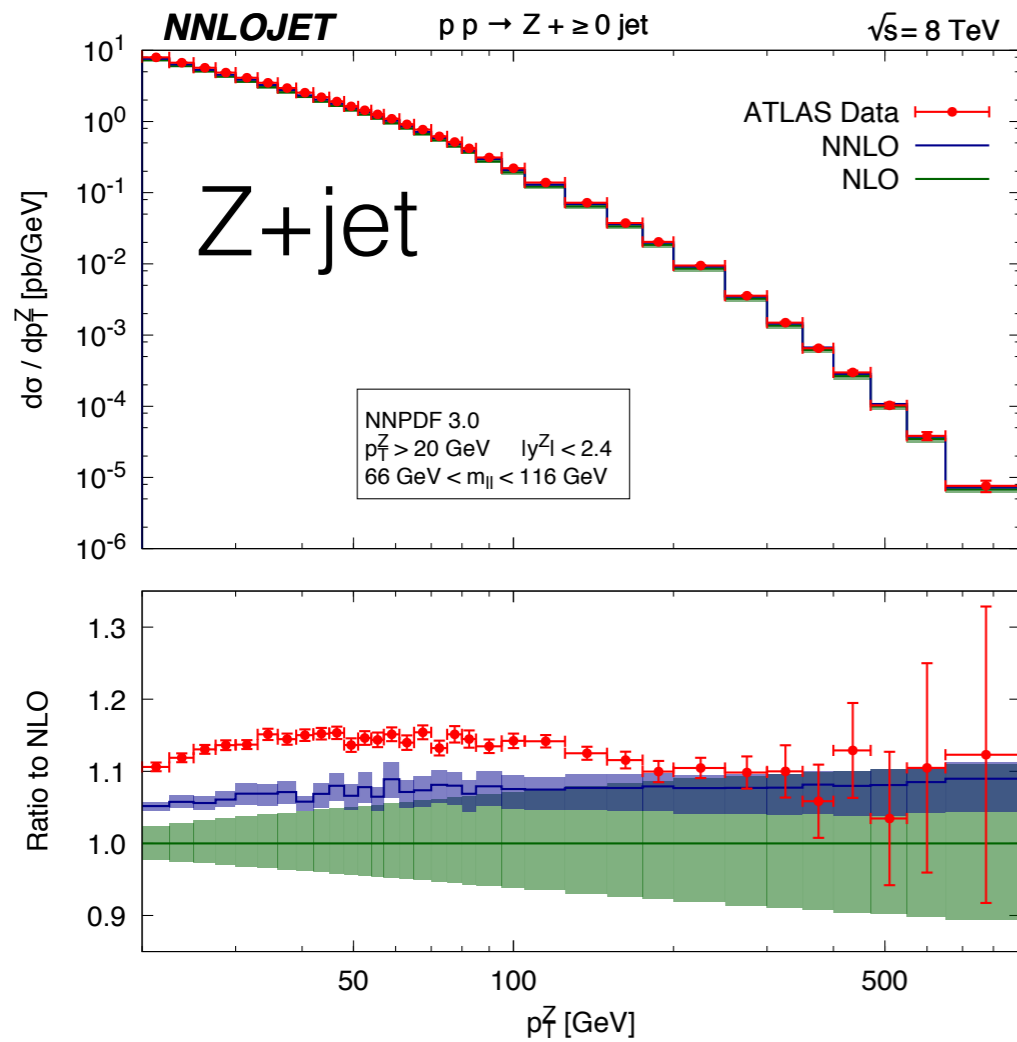 NNLOJET p p → Z + ≥ 0 jet √s = 8 TeV
10^1
10^0
10^-1
10^-2
10^-3
10^-4
10^-5
10^-6
dσ / dp_T^Z [pb/GeV]
ATLAS Data
NNLO
NLO
Z+jet
NNPDF 3.0
p_T^Z > 20 GeV |y^Z| < 2.4
66 GeV < m_ll < 116 GeV
1.3
1.2
1.1
1.0
0.9
Ratio to NLO
50 100 500
p_T^Z [GeV]